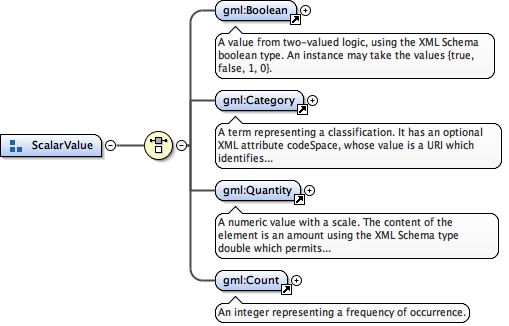 gml:Boolean
A value from two-valued logic, using the XML Schema
boolean type. An instance may take the values {true,
false, 1, 0}.
gml:Category
A term representing a classification. It has an optional
XML attribute codeSpace, whose value is a URI which
identifies...
ScalarValue
gml:Quantity
A numeric value with a scale. The content of the
element is an amount using the XML Schema type
double which permits...
gml:Count
An integer representing a frequency of occurrence.